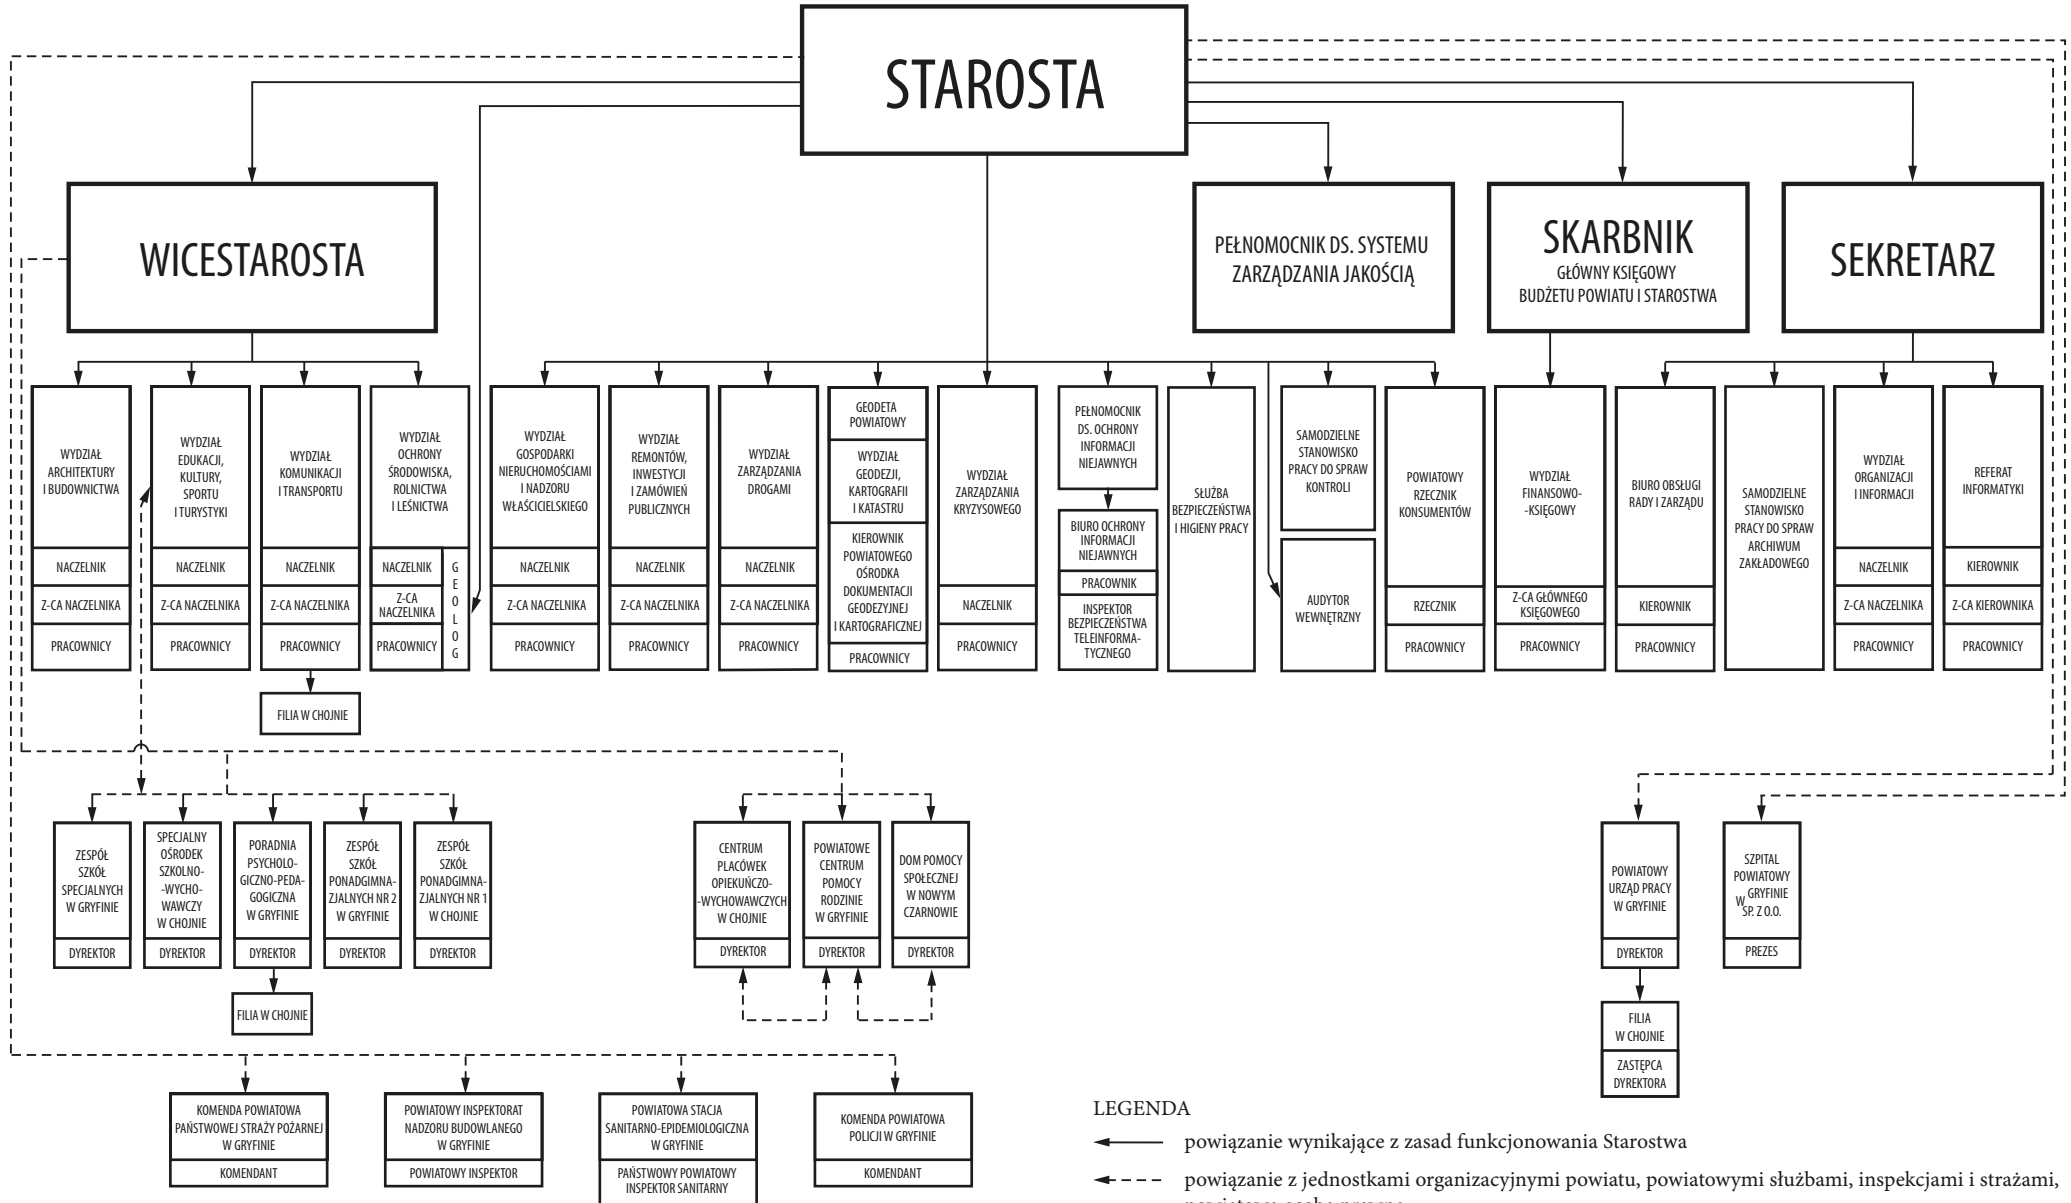 STAROSTA
WICESTAROSTA
PEŁNOMOCNIK DS. SYSTEMU
ZARZĄDZANIA JAKOŚCIĄ
SKARBNIK
GŁÓWNY KSIĘGOWY
BUDŻETU POWIATU I STAROSTWA
SEKRETARZ
WYDZIAŁ
ARCHITEKTURY
I BUDOWNICTWA
NACZELNIK
Z-CA NACZELNIKA
PRACOWNICY
WYDZIAŁ
EDUKACJI,
KULTURY,
SPORTU
I TURYSTYKI
NACZELNIK
Z-CA NACZELNIKA
PRACOWNICY
WYDZIAŁ
KOMUNIKACJI
I TRANSPORTU
NACZELNIK
Z-CA NACZELNIKA
PRACOWNICY
FILIA W CHOJNIE
WYDZIAŁ
OCHRONY
ŚRODOWISKA,
ROLNICTWA
I LEŚNICTWA
NACZELNIK
Z-CA
NACZELNIKA
PRACOWNICY
G
E
O
L
O
G
WYDZIAŁ
GOSPODARKI
NIERUCHOMOŚCIAMI
I NADZORU
WŁAŚCICIELSKIEGO
NACZELNIK
Z-CA NACZELNIKA
PRACOWNICY
WYDZIAŁ
REMONTÓW,
INWESTYCJI
I ZAMÓWIEŃ
PUBLICZNYCH
NACZELNIK
Z-CA NACZELNIKA
PRACOWNICY
WYDZIAŁ
ZARZĄDZANIA
DROGAMI
NACZELNIK
Z-CA NACZELNIKA
PRACOWNICY
GEODETA
POWIATOWY
WYDZIAŁ
GEODEZJI,
KARTOGRAFII
I KATASTRU
KIEROWNIK
POWIATOWEGO
OŚRODKA
DOKUMENTACJI
GEODEZYJNEJ
I KARTOGRAFICZNEJ
PRACOWNICY
WYDZIAŁ
ZARZĄDZANIA
KRYZYSOWEGO
NACZELNIK
PRACOWNICY
PEŁNOMOCNIK
DS. OCHRONY
INFORMACJI
NIEJAWNYCH
BIURO OCHRONY
INFORMACJI
NIEJAWNYCH
PRACOWNIK
INSPEKTOR
BEZPIECZEŃSTWA
TELEINFORMA-
TYCZNEGO
SŁUŻBA
BEZPIECZEŃSTWA
I HIGIENY PRACY
SAMODZIELNE
STANOWISKO
PRACY DO SPRAW
KONTROLI
AUDYTOR
WEWNĘTRZNY
POWIATOWY
RZECZNIK
KONSUMENTÓW
RZECZNIK
PRACOWNICY
WYDZIAŁ
FINANSOWO-
-KSIĘGOWY
Z-CA GŁÓWNEGO
KSIĘGOWEGO
PRACOWNICY
BIURO OBSŁUGI
RADY I ZARZĄDU
KIEROWNIK
PRACOWNICY
SAMODZIELNE
STANOWISKO
PRACY DO SPRAW
ARCHIWUM
ZAKŁADOWEGO
WYDZIAŁ
ORGANIZACJI
I INFORMACJI
NACZELNIK
Z-CA NACZELNIKA
PRACOWNICY
REFERAT
INFORMATYKI
KIEROWNIK
Z-CA KIEROWNIKA
PRACOWNICY
ZESPÓŁ
SZKÓŁ
SPECJALNYCH
W GRYFINIE
DYREKTOR
SPECJALNY
OŚRODEK
SZKOLNO-
-WYCHO-
WAWCZY
W CHOJNIE
DYREKTOR
PORADNIA
PSYCHOLO-
GICZNO-PEDA-
GOGICZNA
W GRYFINIE
DYREKTOR
FILIA W CHOJNIE
ZESPÓŁ
SZKÓŁ
PONADGIMNA-
ZJALNYCH NR 2
W GRYFINIE
DYREKTOR
ZESPÓŁ
SZKÓŁ
PONADGIMNA-
ZJALNYCH NR 1
W CHOJNIE
DYREKTOR
CENTRUM
PLACÓWEK
OPIEKUŃCZO-
-WYCHOWAWCZYCH
W CHOJNIE
DYREKTOR
POWIATOWE
CENTRUM
POMOCY
RODZINIE
W GRYFINIE
DYREKTOR
DOM POMOCY
SPOŁECZNEJ
W NOWYM
CZARNOWIE
DYREKTOR
POWIATOWY
URZĄD PRACY
W GRYFINIE
DYREKTOR
FILIA
W CHOJNIE
ZASTĘPCA
DYREKTORA
SZPITAL
POWIATOWY
W GRYFINIE
SP. Z O.O.
PREZES
KOMENDA POWIATOWA
PAŃSTWOWEJ STRAŻY POŻARNEJ
W GRYFINIE
KOMENDANT
POWIATOWY INSPEKTORAT
NADZORU BUDOWLANEGO
W GRYFINIE
POWIATOWY INSPEKTOR
POWIATOWA STACJA
SANITARNO-EPIDEMIOLOGICZNA
W GRYFINIE
PAŃSTWOWY POWIATOWY
INSPEKTOR SANITARNY
KOMENDA POWIATOWA
POLICJI W GRYFINIE
KOMENDANT
LEGENDA
powiązanie wynikające z zasad funkcjonowania Starostwa
powiązanie z jednostkami organizacyjnymi powiatu, powiatowymi służbami, inspekcjami i strażami,